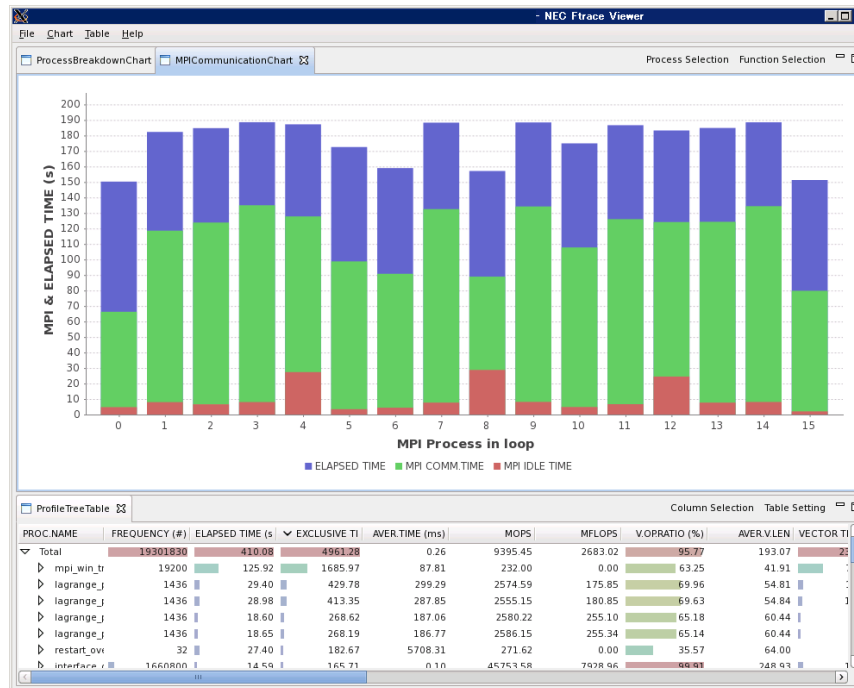 - NEC Ftrace Viewer
File Chart Table Help
ProcessBreakdownChart MPICommunicationChart Process Selection Function Selection
200
190
180
170
160
150
140
130
120
110
100
90
80
70
60
50
40
30
20
10
0
MPI & ELAPSED TIME (s)
0 1 2 3 4 5 6 7 8 9 10 11 12 13 14 15
MPI Process in loop
ELAPSED TIME MPI COMM.TIME MPI IDLE TIME
ProfileTreeTable Column Selection Table Setting
PROC.NAME FREQUENCY (#) ELAPSED TIME (s EXCLUSIVE TI AVER.TIME (ms) MOPS MFLOPS V.OP.RATIO (%) AVER.V.LEN VECTOR TI
Total 19301830 410.08 4961.28 0.26 9395.45 2683.02 95.77 193.07 23
mpi_win_tr 19200 125.92 1685.97 87.81 232.00 0.00 63.25 41.91
lagrange_p 1436 29.40 429.78 299.29 2574.59 175.85 69.96 54.81
lagrange_p 1436 28.98 413.35 287.85 2555.15 180.85 69.63 54.84
lagrange_p 1436 18.60 268.62 187.06 2580.22 255.10 65.18 60.44
lagrange_p 1436 18.65 268.19 186.77 2586.15 255.34 65.14 60.44
restart_ove 32 27.40 182.67 5708.31 271.62 0.00 35.57 64.00
interface_c 1660800 14.59 165.71 0.10 45753.58 7928.96 99.91 248.93